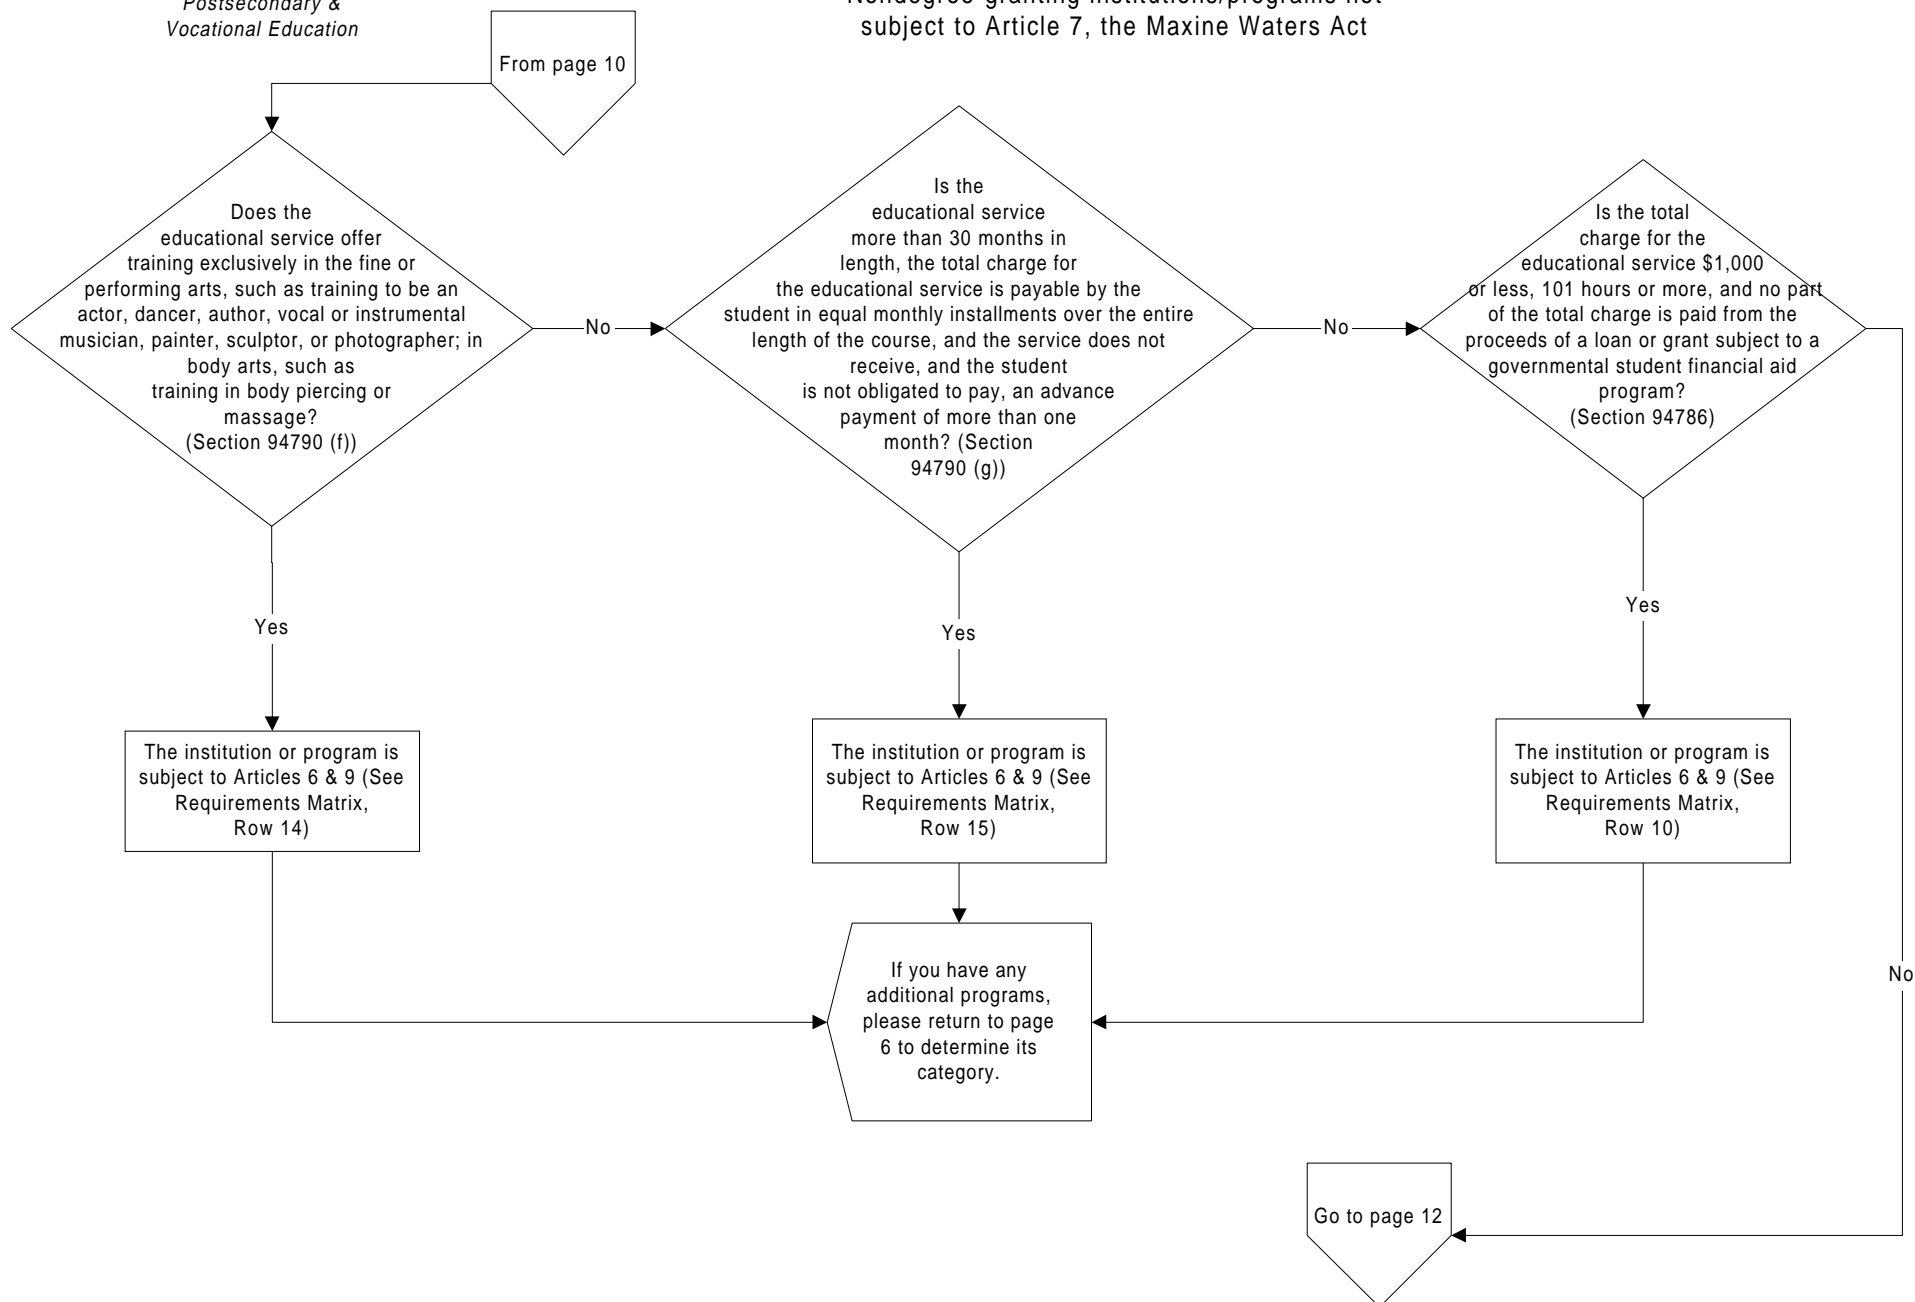 Postsecondary &
Vocational Education
Nondegree-granting institutions/programs not
subject to Article 7, the Maxine Waters Act
From page 10
Does the
educational service offer
training exclusively in the fine or
performing arts, such as training to be an
actor, dancer, author, vocal or instrumental
musician, painter, sculptor, or photographer; in
body arts, such as
training in body piercing or
massage?
(Section 94790 (f))
No
Is the
educational service
more than 30 months in
length, the total charge for
the educational service is payable by the
student in equal monthly installments over the entire
length of the course, and the service does not
receive, and the student
is not obligated to pay, an advance
payment of more than one
month? (Section
94790 (g))
No
Is the total
charge for the
educational service $1,000
or less, 101 hours or more, and no part
of the total charge is paid from the
proceeds of a loan or grant subject to a
governmental student financial aid
program?
(Section 94786)
Yes
Yes
Yes
The institution or program is
subject to Articles 6 & 9 (See
Requirements Matrix,
Row 14)
The institution or program is
subject to Articles 6 & 9 (See
Requirements Matrix,
Row 15)
The institution or program is
subject to Articles 6 & 9 (See
Requirements Matrix,
Row 10)
If you have any
additional programs,
please return to page
6 to determine its
category.
No
Go to page 12